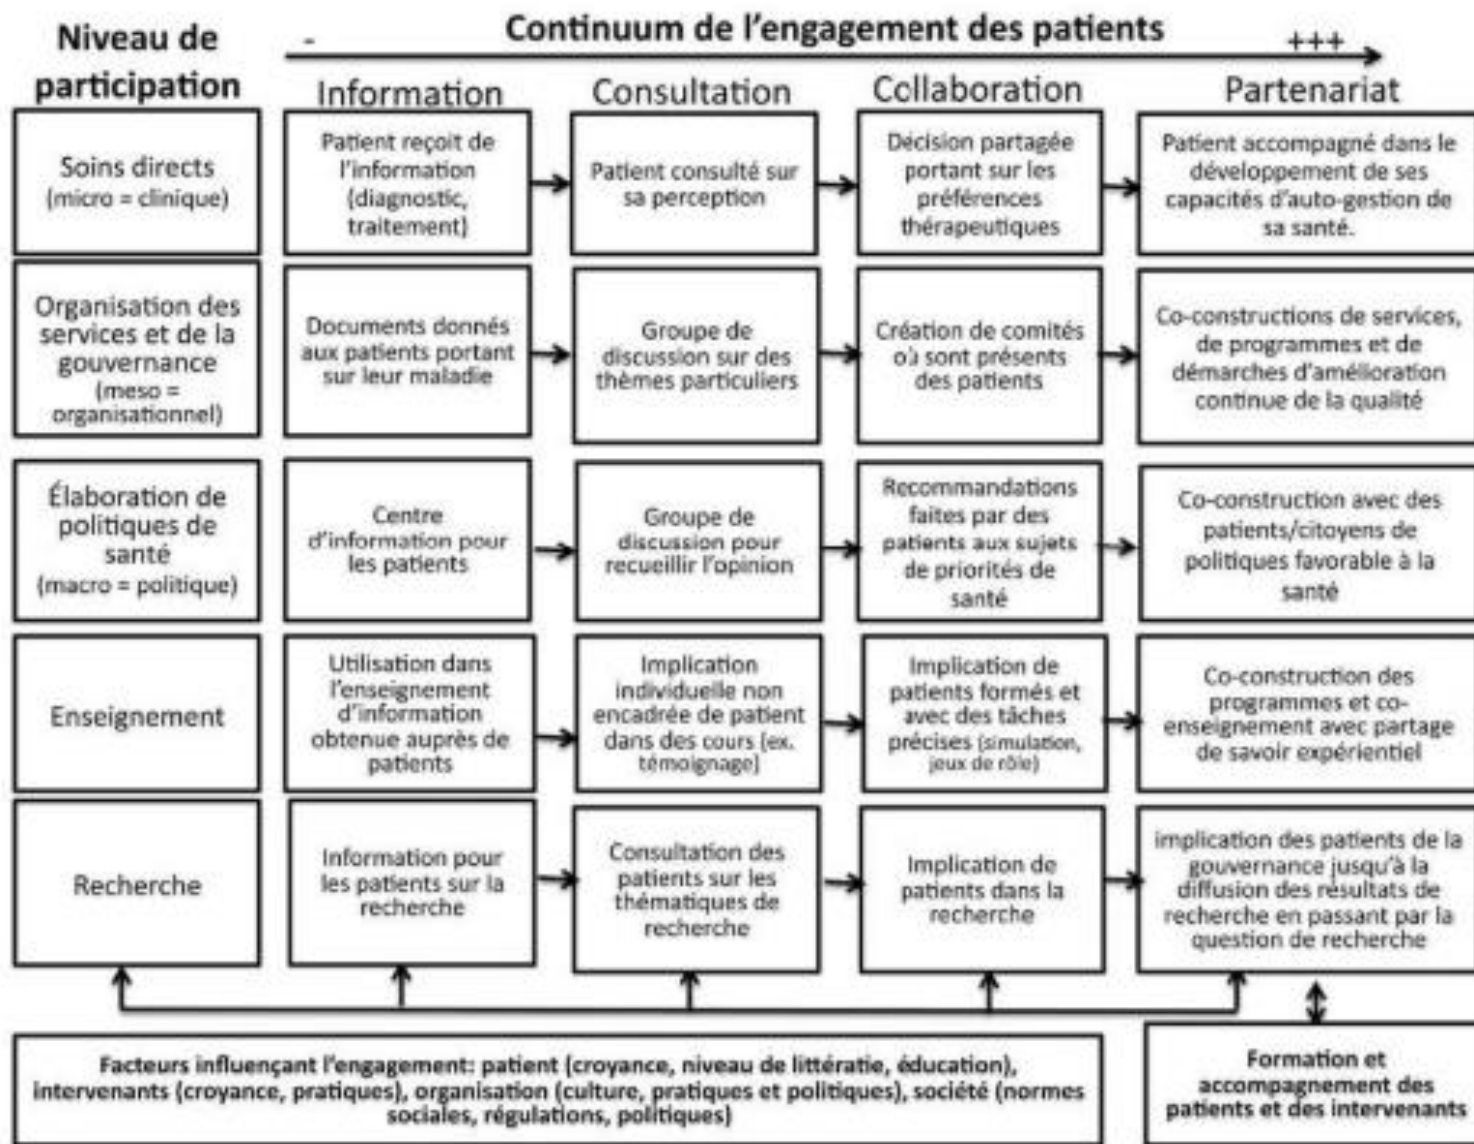 Niveau de
participation
Continuum de l'engagement des patients
-
+++
Information
Consultation
Collaboration
Partenariat
Soins directs
(micro = clinique)
Patient reçoit de
l'information
(diagnostic,
traitement)
Patient consulté sur
sa perception
Décision partagée
portant sur les
préférences
thérapeutiques
Patient accompagné dans le
développement de ses
capacités d'auto-gestion de
sa santé.
Organisation des
services et de la
gouvernance
(meso =
organisationnel)
Documents donnés
aux patients portant
sur leur maladie
Groupe de
discussion sur des
thèmes particuliers
Création de comités
où sont présents
des patients
Co-constructions de services,
de programmes et de
démarches d'amélioration
continue de la qualité
Élaboration de
politiques de
santé
(macro = politique)
Centre
d'information pour
les patients
Groupe de
discussion pour
recueillir l'opinion
Recommandations
faites par des
patients aux sujets
de priorités de
santé
Co-construction avec des
patients/citoyens de
politiques favorable à la
santé
Enseignement
Utilisation dans
l'enseignement
d'information
obtenue auprès de
patients
Implication
individuelle non
encadrée de patient
dans des cours (ex.
témoignage)
Implication de
patients formés et
avec des tâches
précises (simulation,
jeux de rôle)
Co-construction des
programmes et co-
enseignement avec partage
de savoir expérientiel
Recherche
Information pour
les patients sur la
recherche
Consultation des
patients sur les
thématiques de
recherche
Implication de
patients dans la
recherche
implication des patients de la
gouvernance jusqu'à la
diffusion des résultats de
recherche en passant par la
question de recherche
Facteurs influençant l'engagement: patient (croyance, niveau de littératie, éducation),
intervenants (croyance, pratiques), organisation (culture, pratiques et politiques), société (normes
sociales, régulations, politiques)
Formation et
accompagnement des
patients et des intervenants